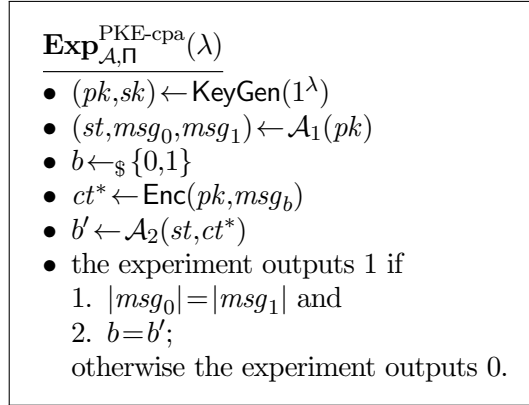 Exp^{PKE-cpa}_{𝒜,Π}(λ)
• (pk,sk)←KeyGen(1^λ)
• (st,msg_0,msg_1)←𝒜_1(pk)
• b←_$ {0,1}
• ct*←Enc(pk,msg_b)
• b′←𝒜_2(st,ct*)
• the experiment outputs 1 if
1. |msg_0|=|msg_1| and
2. b=b′;
otherwise the experiment outputs 0.